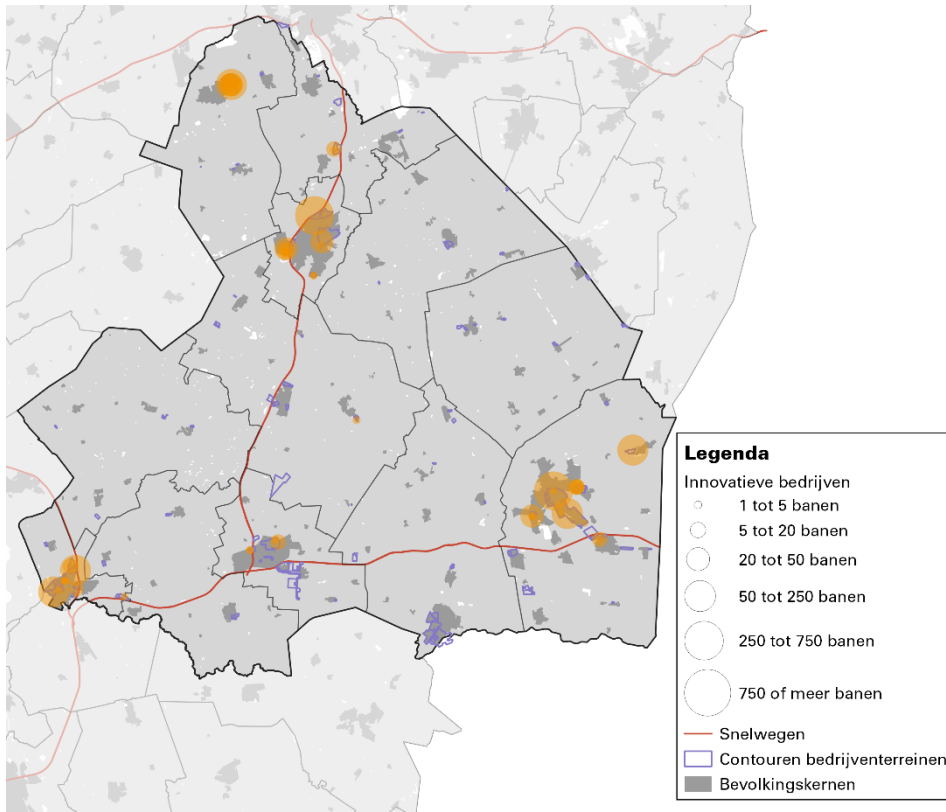 Legenda
Innovatieve bedrijven
1 tot 5 banen
5 tot 20 banen
20 tot 50 banen
50 tot 250 banen
250 tot 750 banen
750 of meer banen
Snelwegen
Contouren bedrijventerreinen
Bevolkingskernen